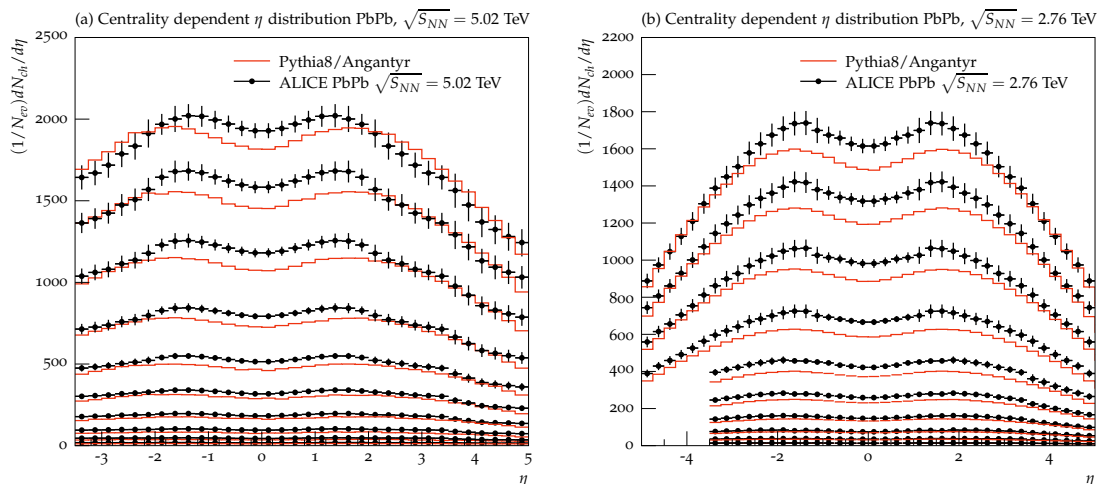 (a) Centrality dependent η distribution PbPb, √S_NN = 5.02 TeV
(1/N_ev)dN_ch/dη
2500
2000
1500
1000
500
0
Pythia8/Angantyr
ALICE PbPb √S_NN = 5.02 TeV
-3 -2 -1 0 1 2 3 4 5
η
(b) Centrality dependent η distribution PbPb, √S_NN = 2.76 TeV
(1/N_ev)dN_ch/dη
2200
2000
1800
1600
1400
1200
1000
800
600
400
200
0
Pythia8/Angantyr
ALICE PbPb √S_NN = 2.76 TeV
-4 -2 0 2 4
η